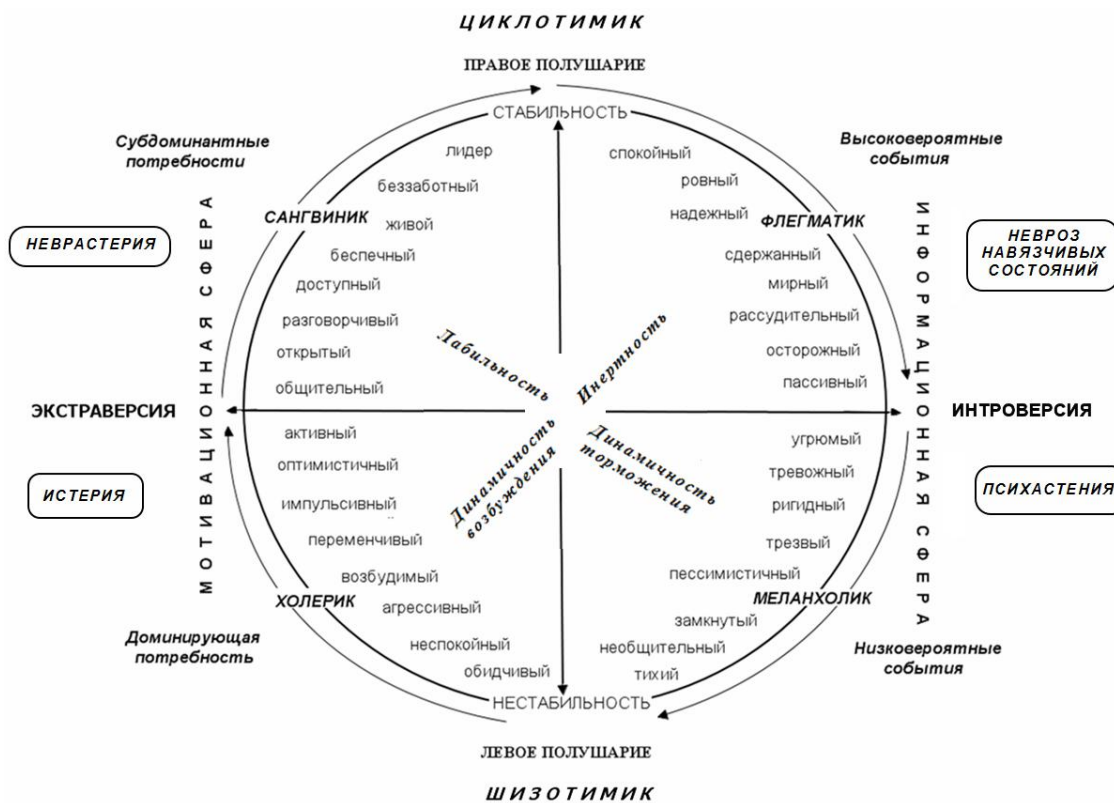 ЦИКЛОТИМИК
ПРАВОЕ ПОЛУШАРИЕ
СТАБИЛЬНОСТЬ
Субдоминантные
потребности
Высоковероятные
события
лидер
беззаботный
САНГВИНИК
живой
беспечный
доступный
разговорчивый
открытый
общительный
спокойный
ровный
надежный
ФЛЕГМАТИК
сдержанный
мирный
рассудительный
осторожный
пассивный
НЕВРАСТЕРИЯ
НЕВРОЗ
НАВЯЗЧИВЫХ
СОСТОЯНИЙ
МОТИВАЦИОННАЯ СФЕРА
ИНФОРМАЦИОННАЯ СФЕРА
Лабильность
Инертность
ЭКСТРАВЕРСИЯ
ИНТРОВЕРСИЯ
Динамичность
возбуждения
Динамичность
торможения
активный
оптимистичный
импульсивный
переменчивый
возбудимый
ХОЛЕРИК
агрессивный
неспокойный
обидчивый
угрюмый
тревожный
ригидный
трезвый
пессимистичный
МЕЛАНХОЛИК
замкнутый
необщительный
тихий
ИСТЕРИЯ
ПСИХАСТЕНИЯ
Доминирующая
потребность
Низковероятные
события
НЕСТАБИЛЬНОСТЬ
ЛЕВОЕ ПОЛУШАРИЕ
ШИЗОТИМИК